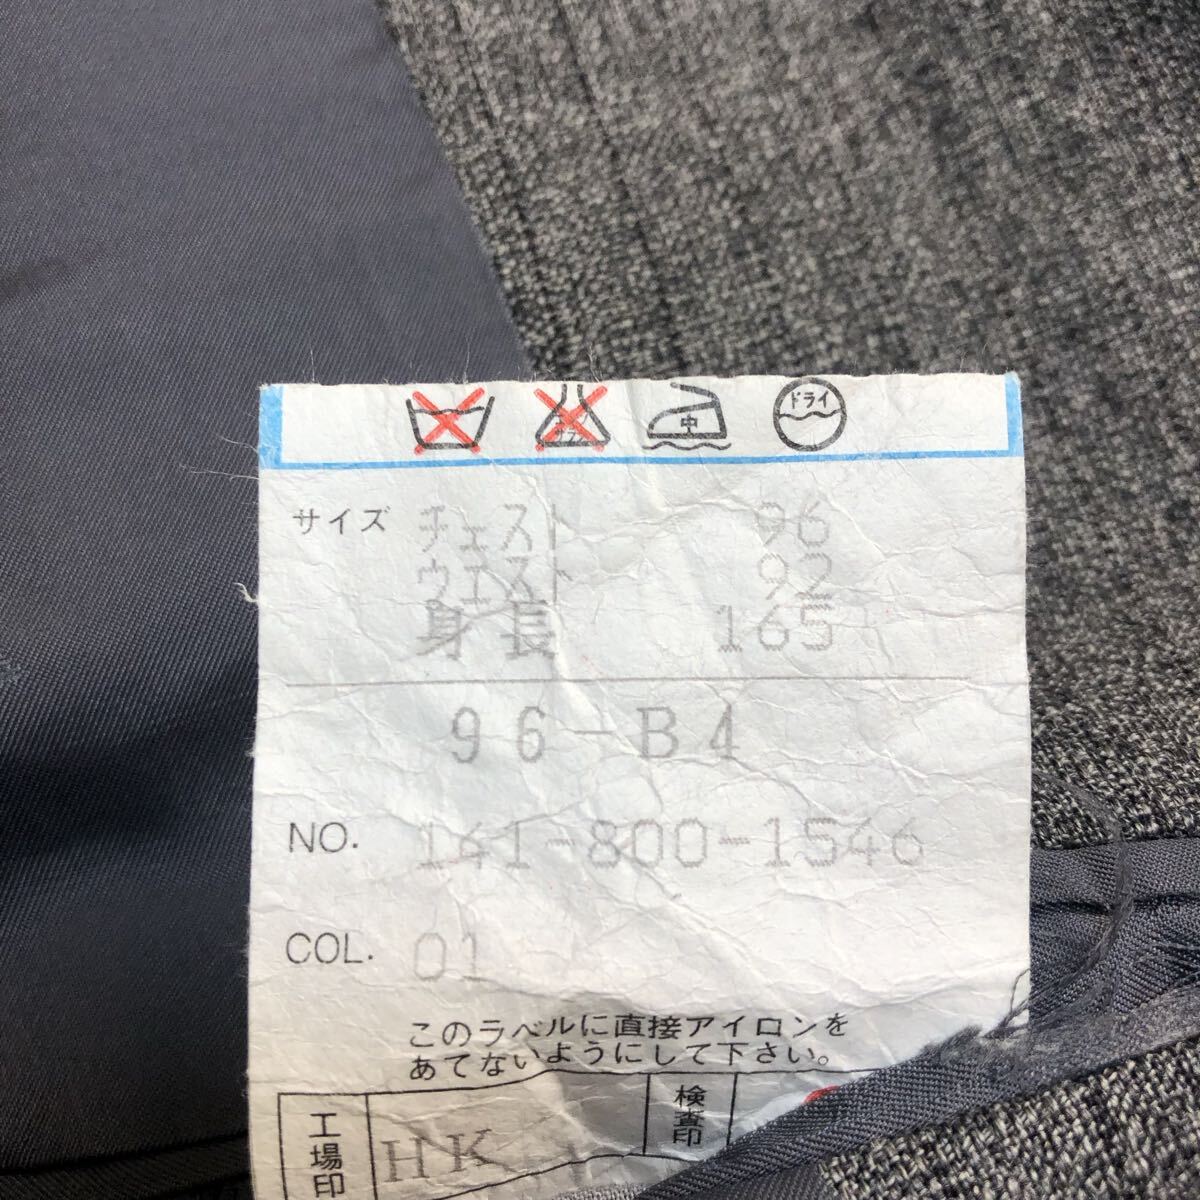 中 ドライ
サイズ チェスト 96
ウエスト 92
身長 165
96-B4
NO. 141-800-1546
COL. 01
このラベルに直接アイロンを
あてないようにして下さい。
工場印 HK 検査印